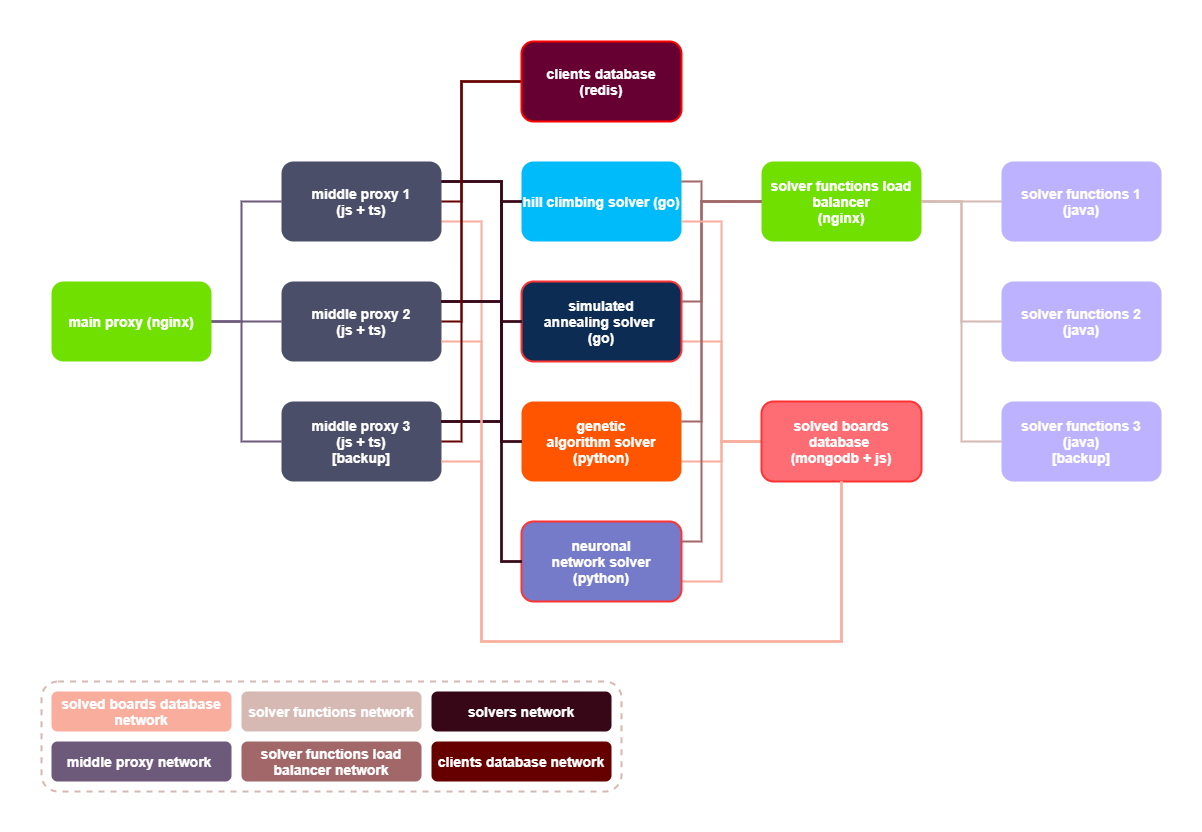 clients database
(redis)
middle proxy 1
(js + ts)
hill climbing solver (go)
solver functions load
balancer
(nginx)
solver functions 1
(java)
main proxy (nginx)
middle proxy 2
(js + ts)
simulated
annealing solver
(go)
solver functions 2
(java)
middle proxy 3
(js + ts)
[backup]
genetic
algorithm solver
(python)
solved boards
database
(mongodb + js)
solver functions 3
(java)
[backup]
neuronal
network solver
(python)
solved boards database
network
solver functions network
solvers network
middle proxy network
solver functions load
balancer network
clients database network